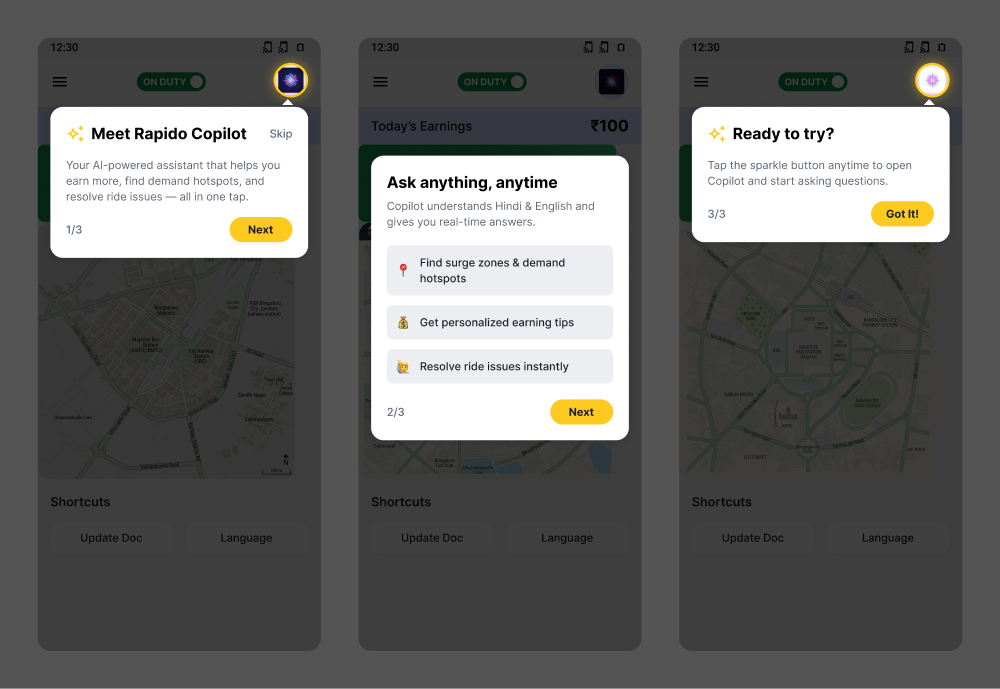 12:30
ON DUTY
Meet Rapido Copilot
Skip
Your AI-powered assistant that helps you
earn more, find demand hotspots, and
resolve ride issues — all in one tap.
1/3
Next
N
Shortcuts
Update Doc
Language
12:30
ON DUTY
Today's Earnings
₹100
Ask anything, anytime
Copilot understands Hindi & English and
gives you real-time answers.
Find surge zones & demand
hotspots
Get personalized earning tips
Resolve ride issues instantly
2/3
Next
Shortcuts
Update Doc
Language
12:30
ON DUTY
Ready to try?
Tap the sparkle button anytime to open
Copilot and start asking questions.
3/3
Got It!
Shortcuts
Update Doc
Language